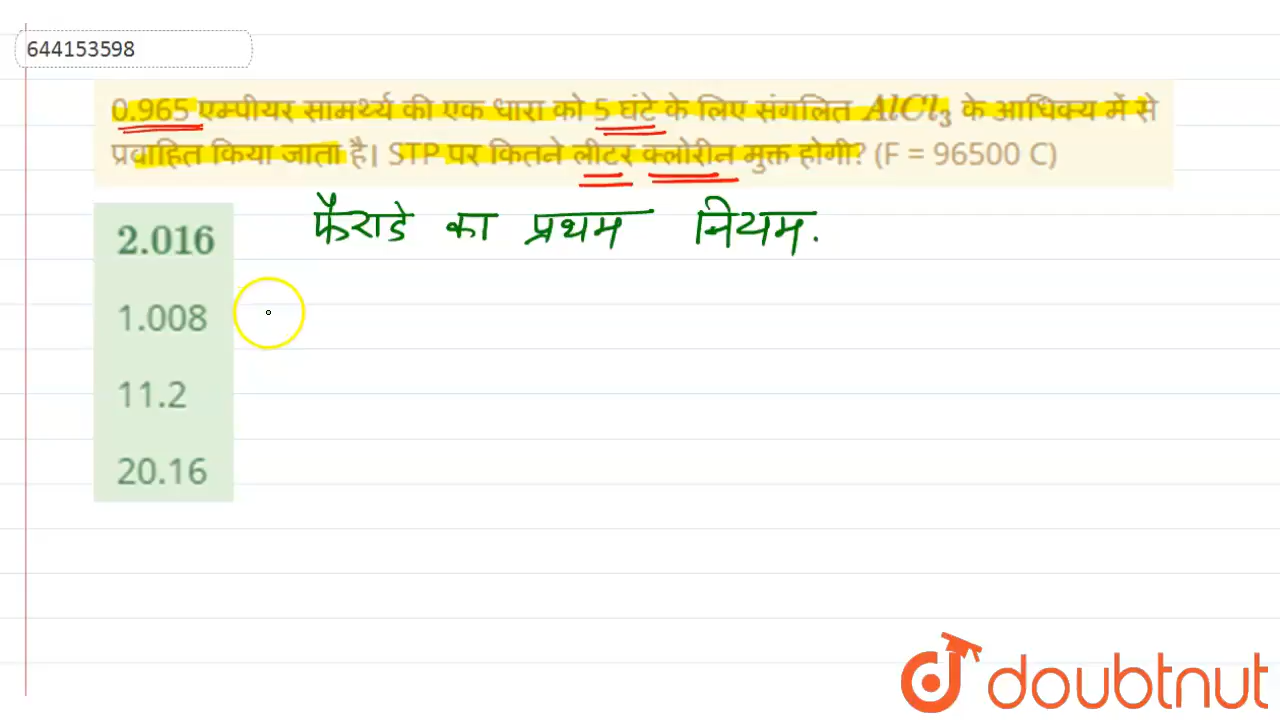 644153598
0.965 एम्पीयर सामर्थ्य की एक धारा को 5 घंटे के लिए संगलित AlCl₃ के आधिक्य में से
प्रवाहित किया जाता है। STP पर कितने लीटर क्लोरीन मुक्त होगी? (F = 96500 C)
फैराडे का प्रथम नियम.
2.016
1.008
11.2
20.16
doubtnut